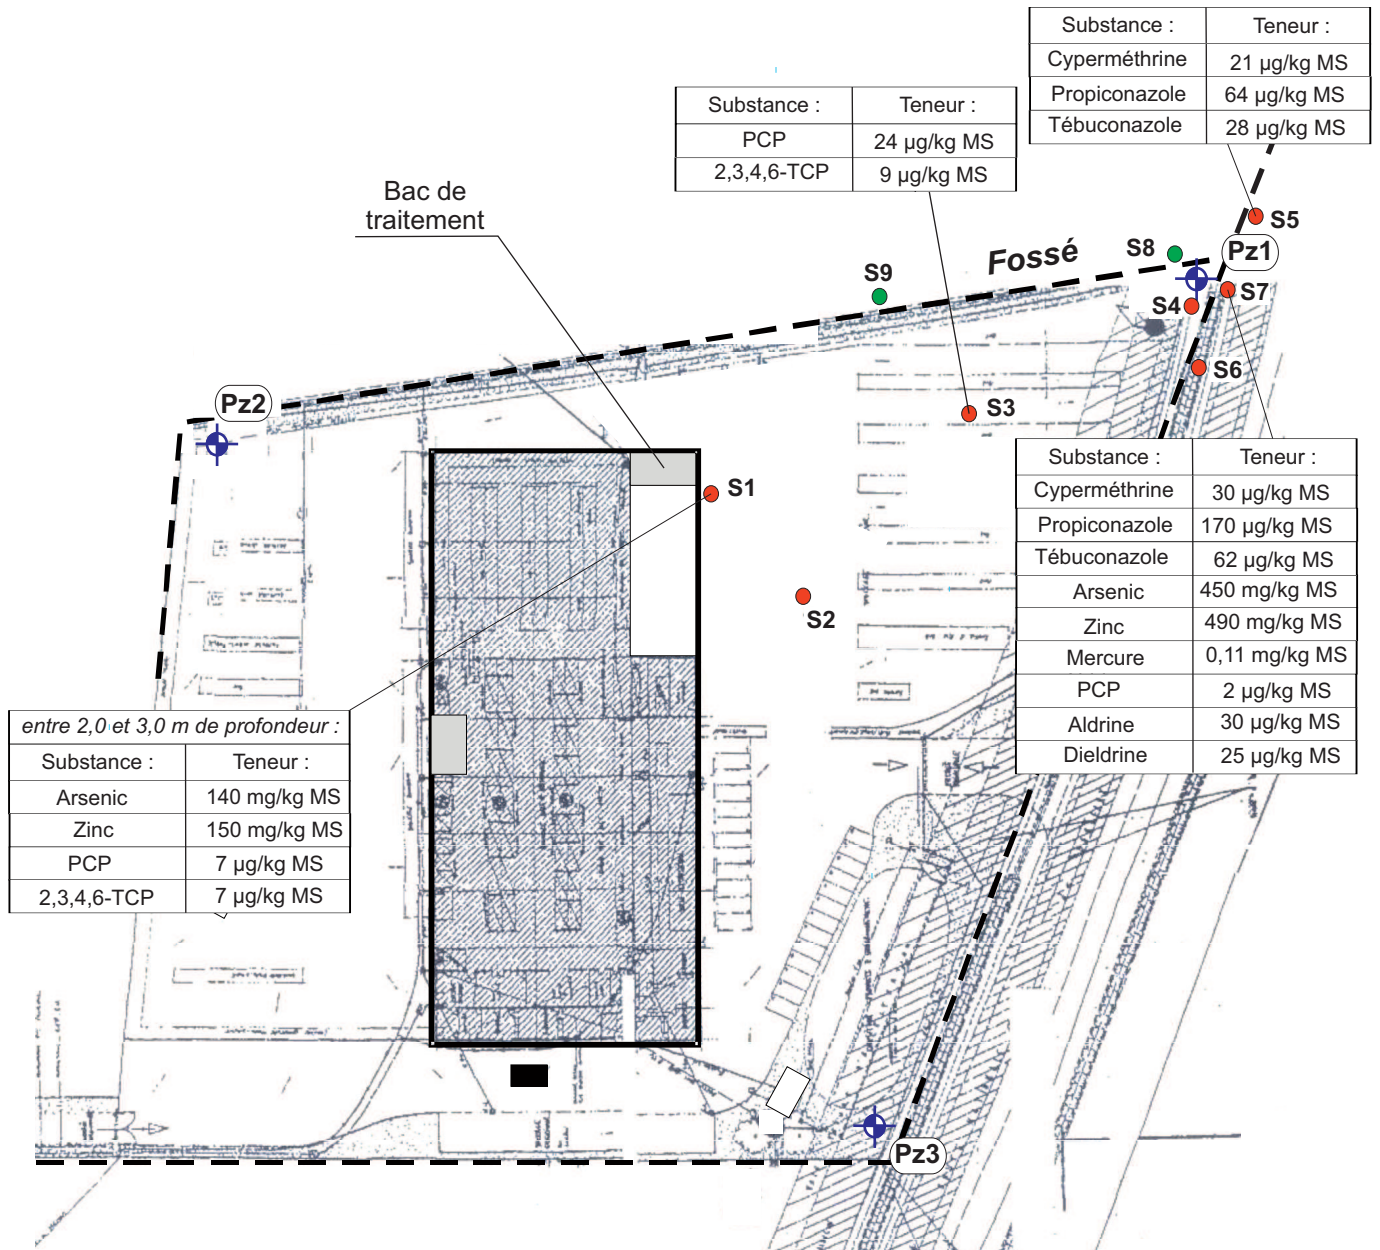 Substance : Teneur :
Cyperméthrine 21 µg/kg MS
Propiconazole 64 µg/kg MS
Tébuconazole 28 µg/kg MS
Substance : Teneur :
PCP 24 µg/kg MS
2,3,4,6-TCP 9 µg/kg MS
Bac de
traitement
S5
Fossé
S8
Pz1
S9
S7
S4
S6
Pz2
S3
S1
S2
Substance : Teneur :
Cyperméthrine 30 µg/kg MS
Propiconazole 170 µg/kg MS
Tébuconazole 62 µg/kg MS
Arsenic 450 mg/kg MS
Zinc 490 mg/kg MS
Mercure 0,11 mg/kg MS
PCP 2 µg/kg MS
Aldrine 30 µg/kg MS
Dieldrine 25 µg/kg MS
entre 2,0 et 3,0 m de profondeur :
Substance : Teneur :
Arsenic 140 mg/kg MS
Zinc 150 mg/kg MS
PCP 7 µg/kg MS
2,3,4,6-TCP 7 µg/kg MS
Pz3